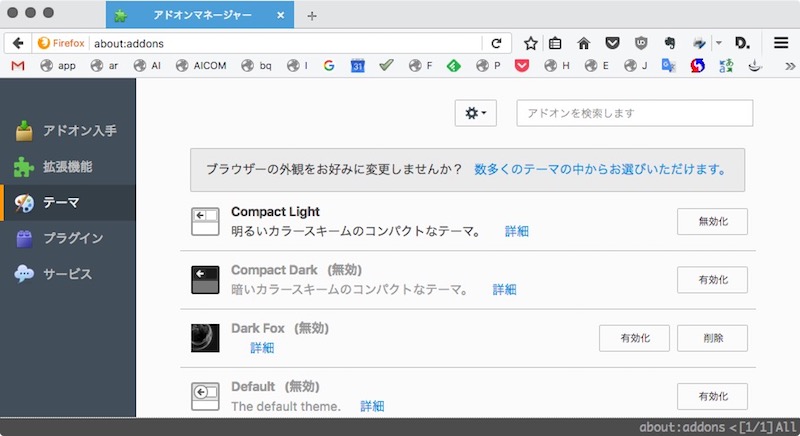 アドオンマネージャー
Firefox about:addons
app ar AI AICOM bq I 31 F P H E J
アドオン入手
拡張機能
テーマ
プラグイン
サービス
アドオンを検索します
ブラウザーの外観をお好みに変更しませんか？ 数多くのテーマの中からお選びいただけます。
Compact Light
明るいカラースキームのコンパクトなテーマ。 詳細
無効化
Compact Dark (無効)
暗いカラースキームのコンパクトなテーマ。 詳細
有効化
Dark Fox (無効)
詳細
有効化 削除
Default (無効)
The default theme. 詳細
有効化
about:addons <[1/1]All